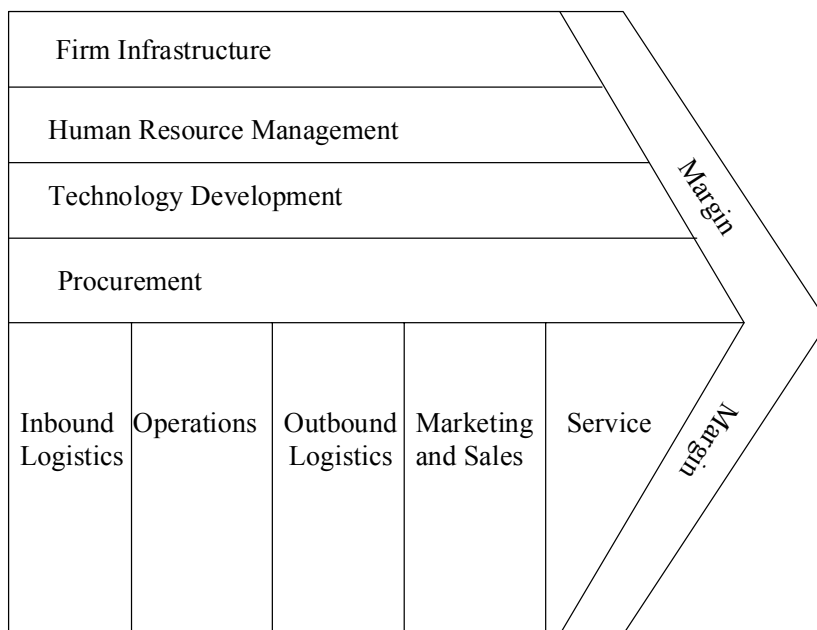 Firm Infrastructure
Human Resource Management
Technology Development
Procurement
Margin
Inbound
Logistics
Operations
Outbound
Logistics
Marketing
and Sales
Service
Margin